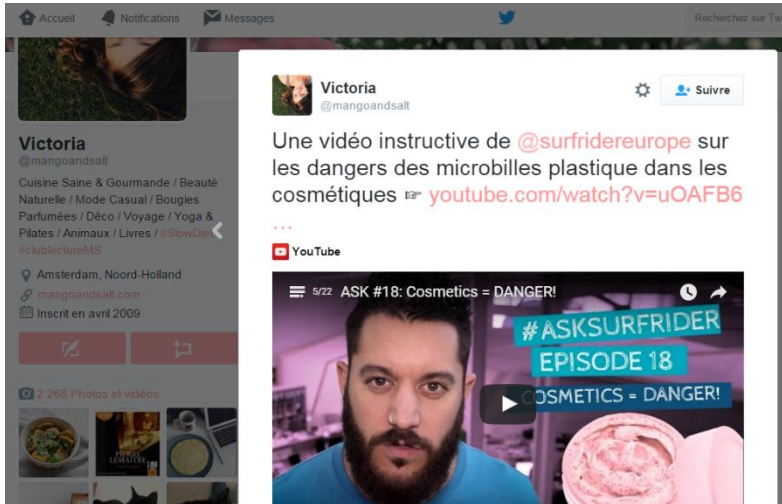 Accueil Notifications Messages Recherchez sur Tw
Victoria
@mangoandsalt
Cuisine Saine & Gourmande / Beauté
Naturelle / Mode Casual / Bougies
Parfumées / Déco / Voyage / Yoga &
Pilates / Animaux / Livres / #SlowDiet
#clublectureMS
Amsterdam, Noord-Holland
mangoandsalt.com
Inscrit en avril 2009
2 268 Photos et vidéos
PIERRE
LEMAITRE
Victoria
@mangoandsalt
Suivre
Une vidéo instructive de @surfridereurope sur
les dangers des microbilles plastique dans les
cosmétiques ☞ youtube.com/watch?v=uOAFB6
…
YouTube
5/22 ASK #18: Cosmetics = DANGER!
#ASKSURFRIDER
EPISODE 18
COSMETICS = DANGER!